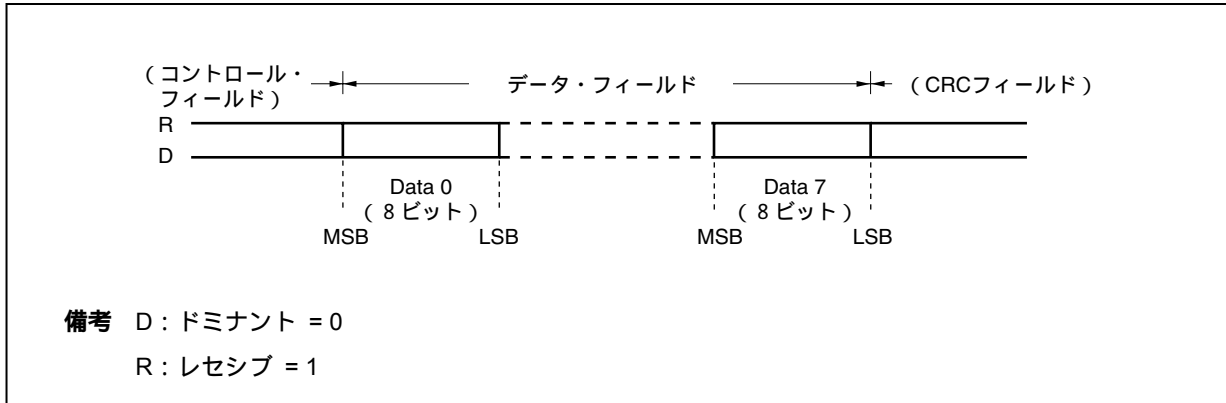 (コントロール・
フィールド) データ・フィールド (CRCフィールド)
R
D
Data 0 Data 7
(8ビット) (8ビット)
MSB LSB MSB LSB
備考 D：ドミナント = 0
R：レセシブ = 1